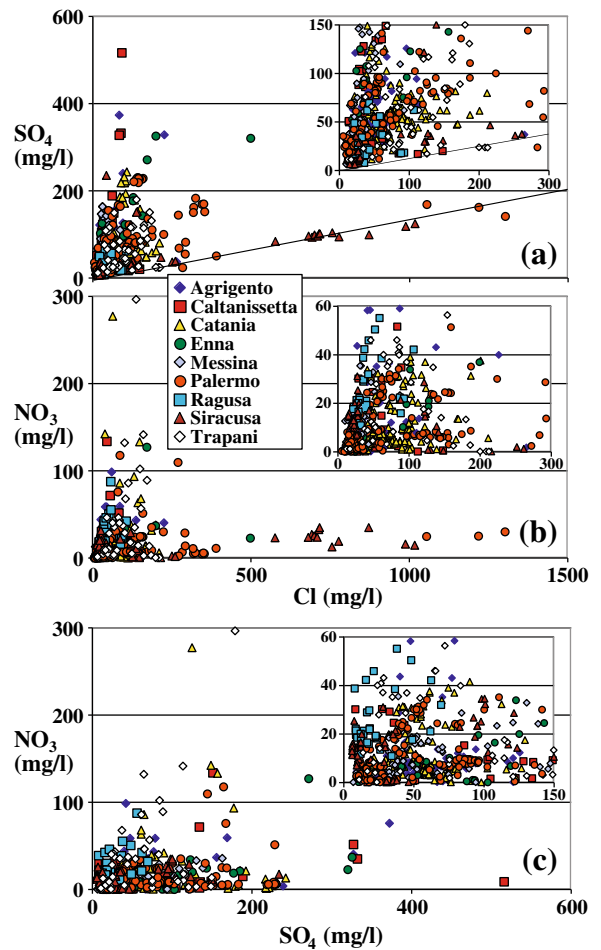 600
400
200
0
SO4
(mg/l)
150
100
50
0
0 100 200 300
(a)
Agrigento
Caltanissetta
Catania
Enna
Messina
Palermo
Ragusa
Siracusa
Trapani
300
200
100
0
NO3
(mg/l)
60
40
20
0
0 100 200 300
(b)
0 500 1000 1500
Cl (mg/l)
300
200
100
0
NO3
(mg/l)
60
40
20
0
0 50 100 150
(c)
0 200 400 600
SO4 (mg/l)